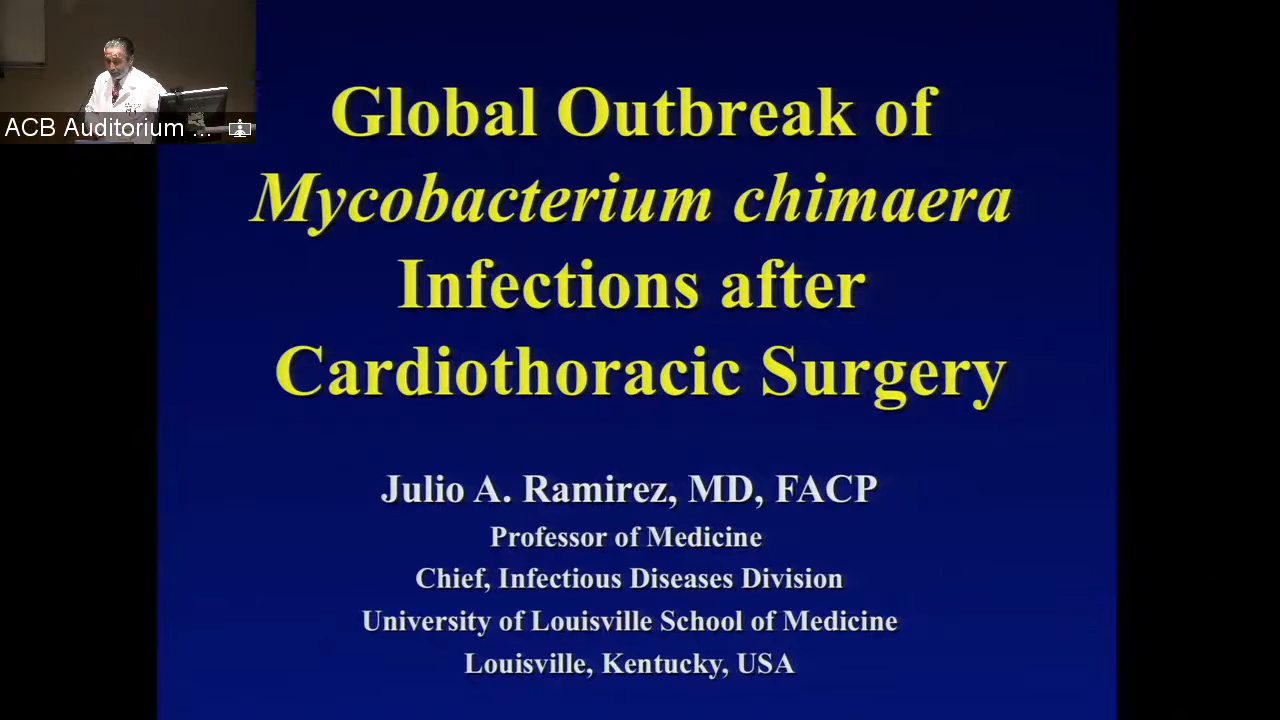 ACB Auditorium ...
Global Outbreak of
Mycobacterium chimaera
Infections after
Cardiothoracic Surgery
Julio A. Ramirez, MD, FACP
Professor of Medicine
Chief, Infectious Diseases Division
University of Louisville School of Medicine
Louisville, Kentucky, USA